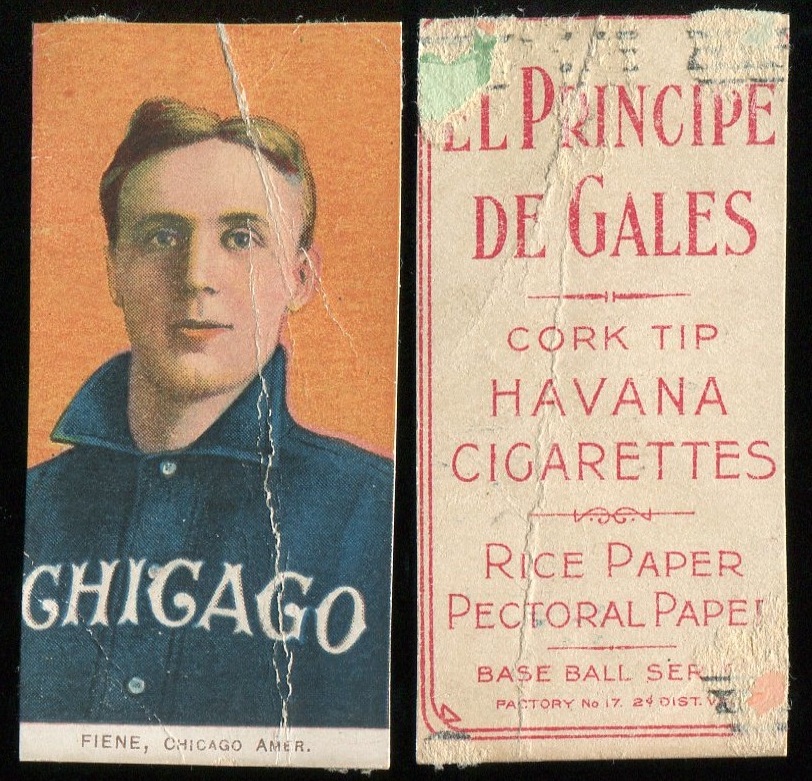 CHICAGO
FIENE, CHICAGO AMER.
EL PRINCIPE
DE GALES
CORK TIP
HAVANA
CIGARETTES
RICE PAPER
PECTORAL PAPER
BASE BALL SER
FACTORY No 17. 2d DIST. V